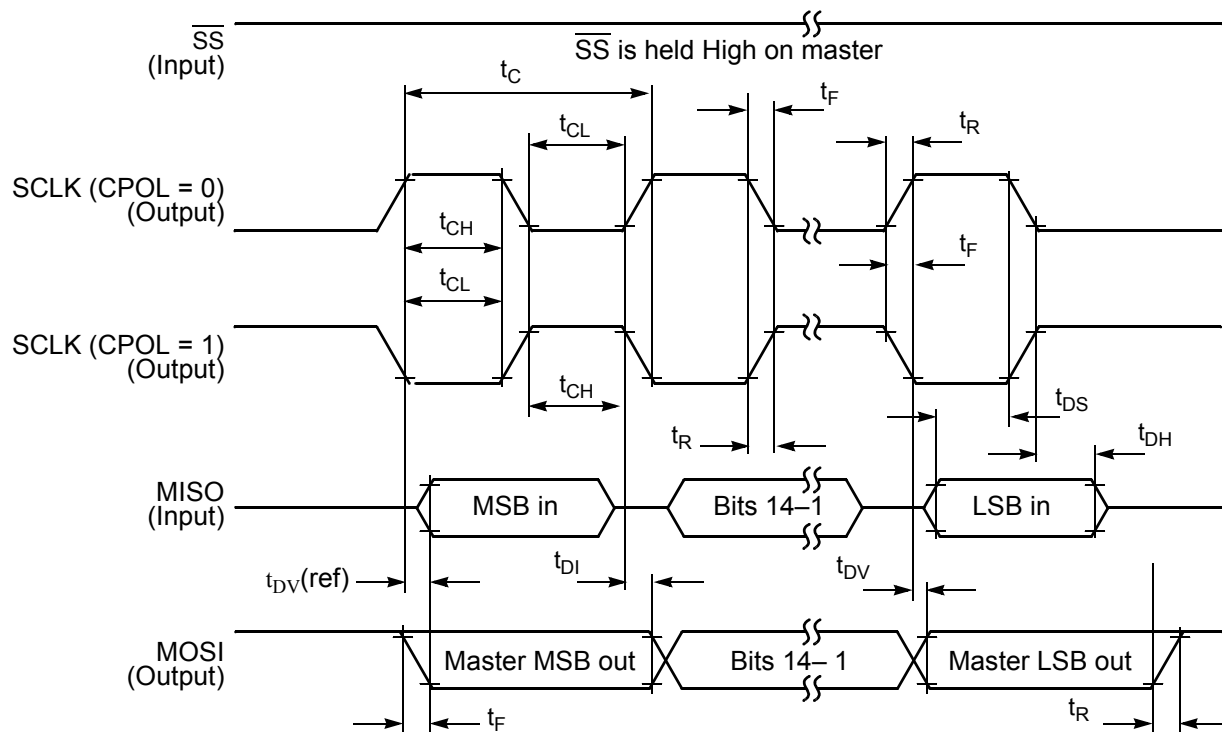 SS
(Input)
SS is held High on master
tC
tF
tCL
tR
SCLK (CPOL = 0)
(Output)
tCH
tF
tCL
SCLK (CPOL = 1)
(Output)
tCH
tDS
tR
tDH
MISO
(Input)
MSB in
Bits 14–1
LSB in
tDI
tDV
tDV(ref)
MOSI
(Output)
Master MSB out
Bits 14– 1
Master LSB out
tF
tR